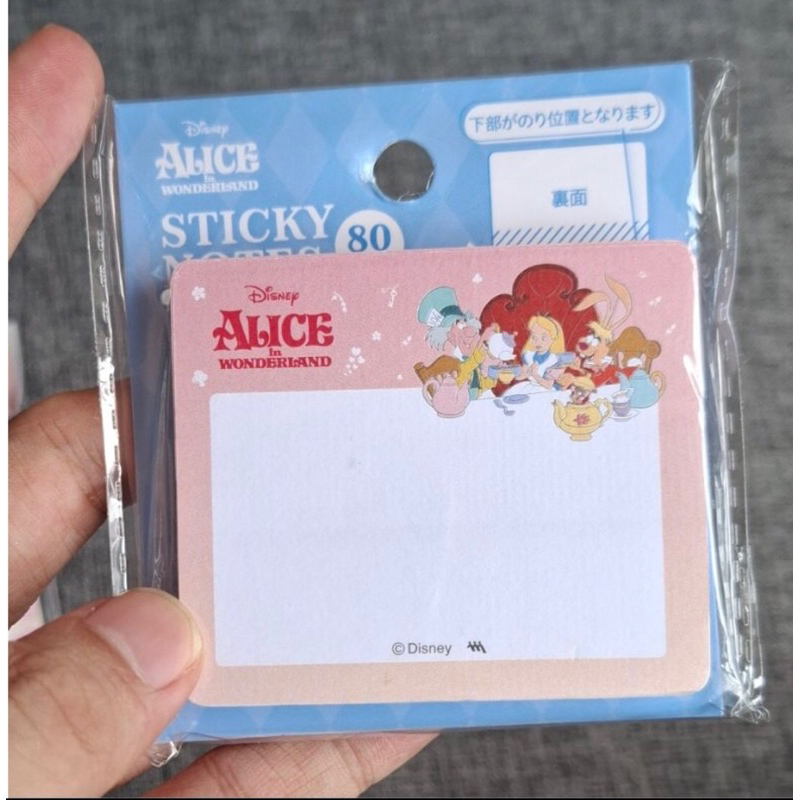 Disney
ALICE
in
WONDERLAND
STICKY
NOTES
80
下部がのり位置となります
裏面
Disney
ALICE
in
WONDERLAND
©Disney